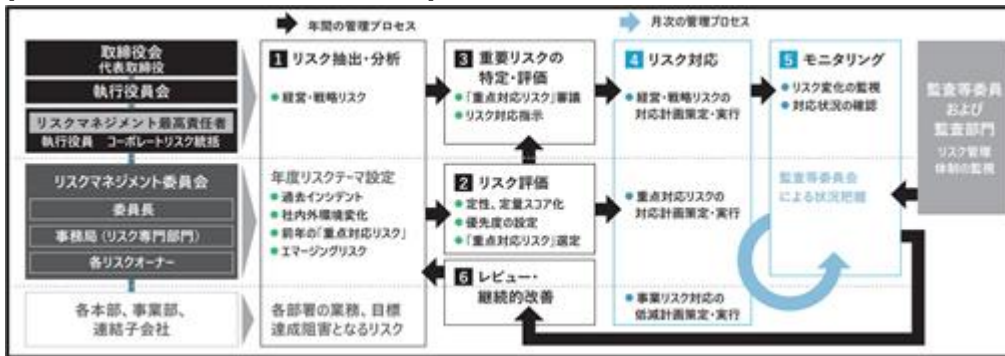 年間の管理プロセス
月次の管理プロセス
取締役会
代表取締役
執行役員会
リスクマネジメント最高責任者
執行役員 コーポレートリスク統括
リスクマネジメント委員会
委員長
事務局(リスク専門部門)
各リスクオーナー
各本部、事業部、
連結子会社
1 リスク抽出・分析
経営・戦略リスク
年度リスクテーマ設定
過去インシデント
社内外環境変化
前年の「重点対応リスク」
エマージングリスク
各部署の業務、目標
達成阻害となるリスク
3 重要リスクの
特定・評価
「重点対応リスク」審議
リスク対応指示
2 リスク評価
定性、定量スコア化
優先度の設定
「重点対応リスク」選定
6 レビュー・
継続的改善
4 リスク対応
経営・戦略リスクの
対応計画策定・実行
重点対応リスクの
対応計画策定・実行
事業リスク対応の
低減計画策定・実行
5 モニタリング
リスク変化の監視
対応状況の確認
監査等委員会
による状況把握
監査等委員
および
監査部門
リスク管理
体制の監視